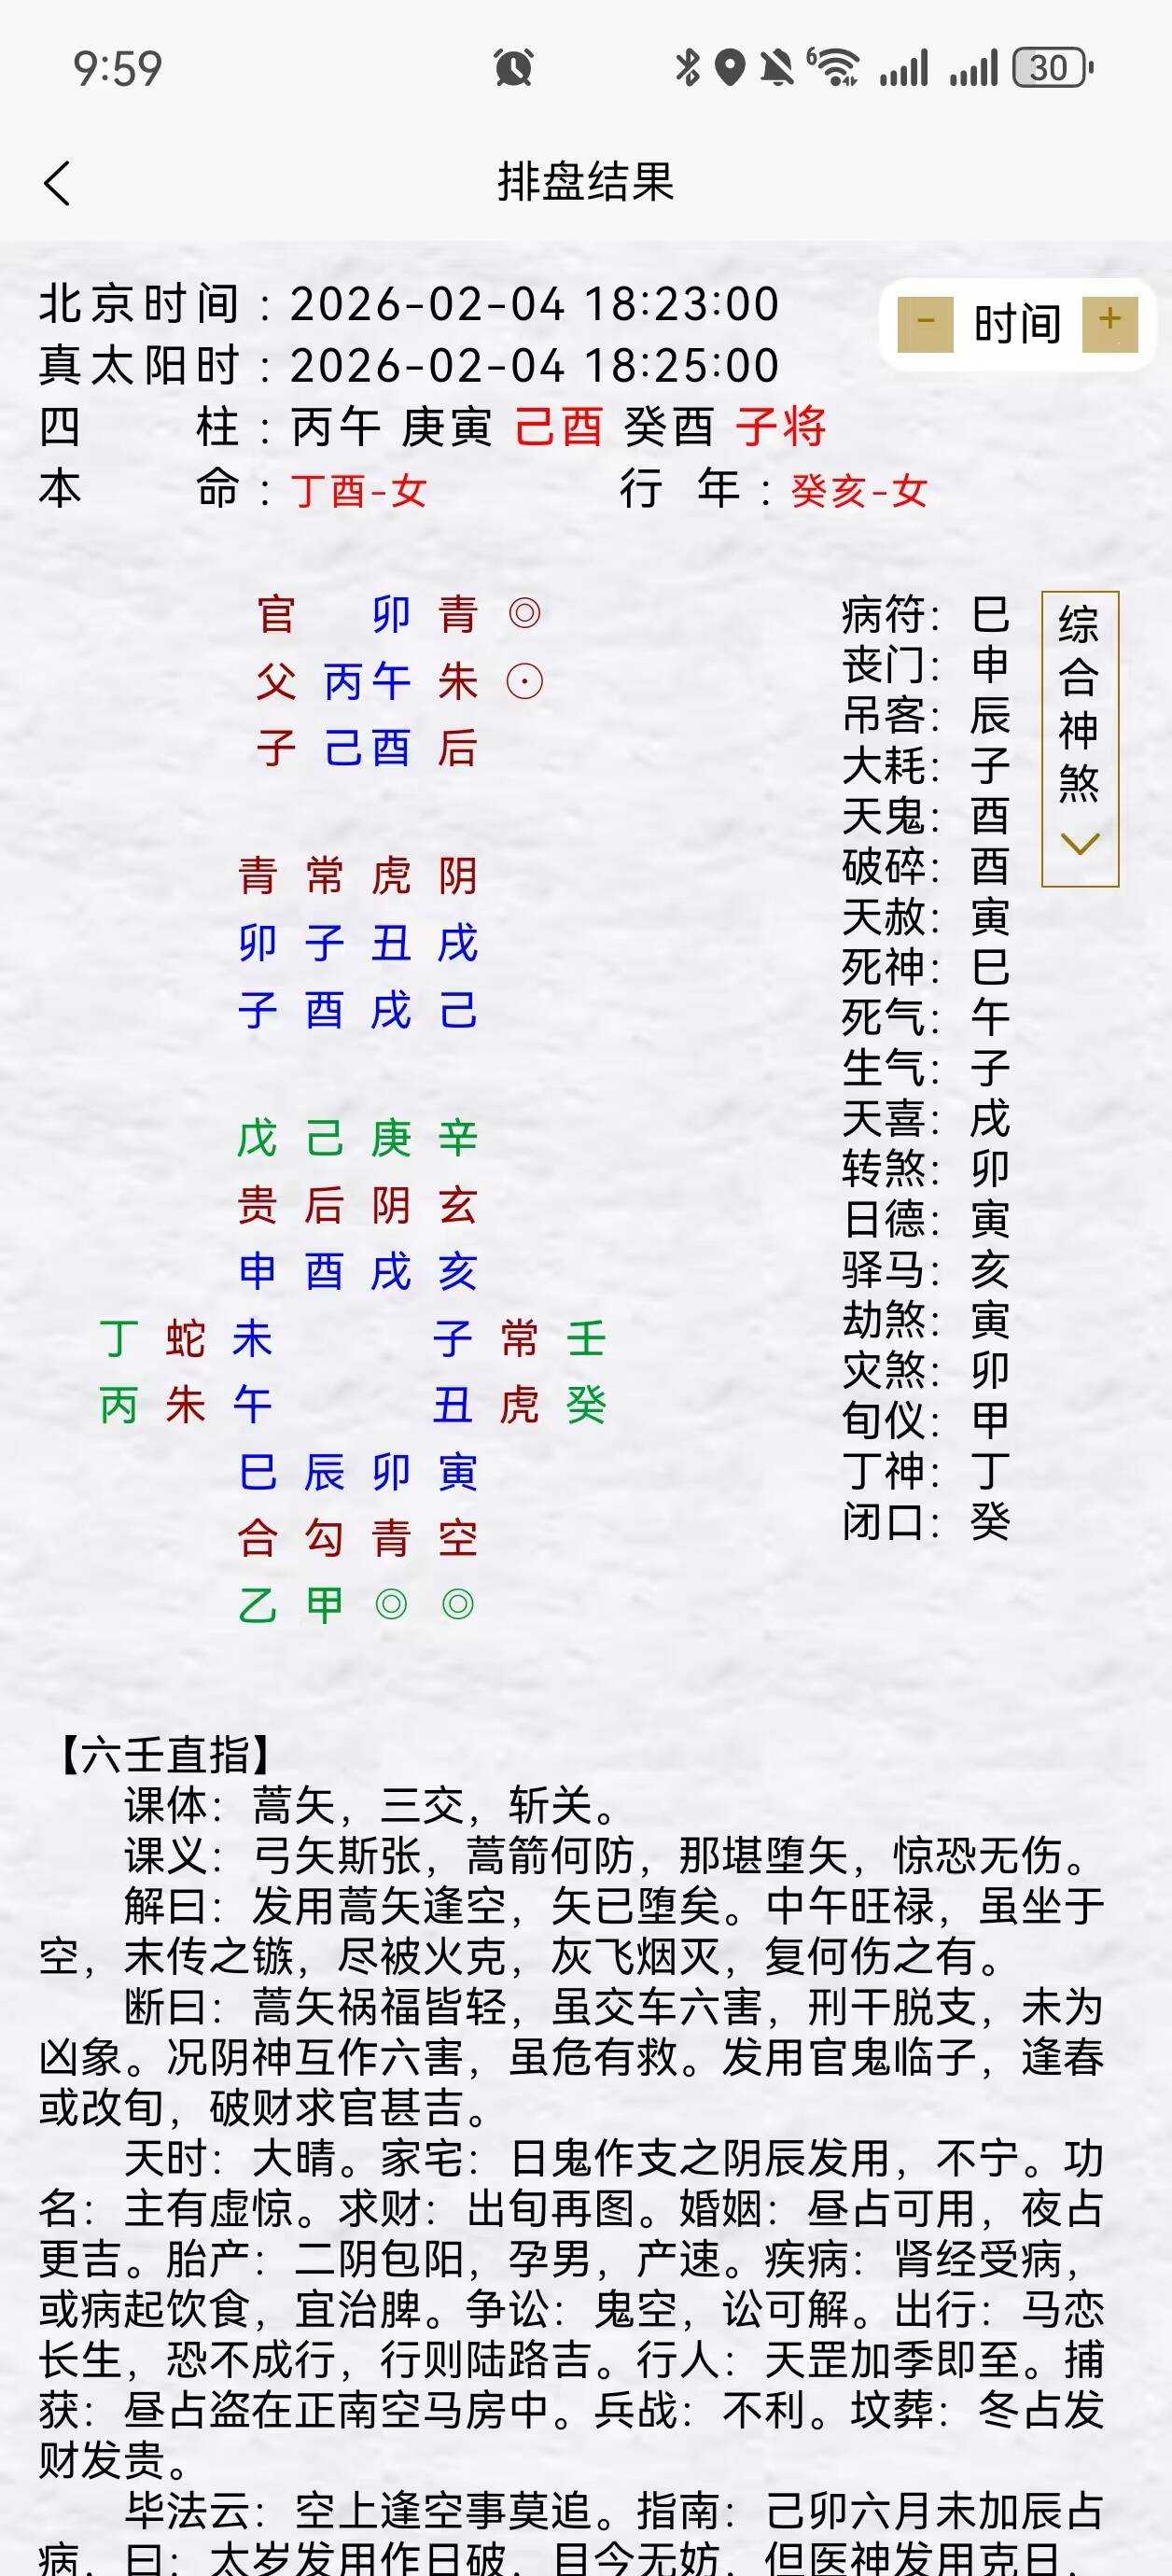 9:59
6
30
排盘结果
北京时间：2026-02-04 18:23:00
- 时间 +
真太阳时：2026-02-04 18:25:00
四柱：丙午 庚寅 己酉 癸酉 子将
本命：丁酉-女 行年：癸亥-女
官 卯 青 ◎
父 丙午 朱 ⊙
子 己酉 后
青 常 虎 阴
卯 子 丑 戌
子 酉 戌 己
戊 己 庚 辛
贵 后 阴 玄
申 酉 戌 亥
丁 蛇 未 子 常 壬
丙 朱 午 丑 虎 癸
巳 辰 卯 寅
合 勾 青 空
乙 甲 ◎ ◎
病符：巳
丧门：申
吊客：辰
大耗：子
天鬼：酉
破碎：酉
天赦：寅
死神：巳
死气：午
生气：子
天喜：戌
转煞：卯
日德：寅
驿马：亥
劫煞：寅
灾煞：卯
旬仪：甲
丁神：丁
闭口：癸
综合神煞
【六壬直指】
课体：蒿矢，三交，斩关。
课义：弓矢斯张，蒿箭何防，那堪堕矢，惊恐无伤。
解曰：发用蒿矢逢空，矢已堕矣。中午旺禄，虽坐于
空，末传之镞，尽被火克，灰飞烟灭，复何伤之有。
断曰：蒿矢祸福皆轻，虽交车六害，刑干脱支，未为
凶象。况阴神互作六害，虽危有救。发用官鬼临子，逢春
或改旬，破财求官甚吉。
天时：大晴。家宅：日鬼作支之阴辰发用，不宁。功
名：主有虚惊。求财：出旬再图。婚姻：昼占可用，夜占
更吉。胎产：二阴包阳，孕男，产速。疾病：肾经受病，
或病起饮食，宜治脾。争讼：鬼空，讼可解。出行：马恋
长生，恐不成行，行则陆路吉。行人：天罡加季即至。捕
获：昼占盗在正南空马房中。兵战：不利。坟葬：冬占发
财发贵。
毕法云：空上逢空事莫追。指南：己卯六月未加辰占
病，曰：太岁发用作日破，目今无妨，但医神发用克日，